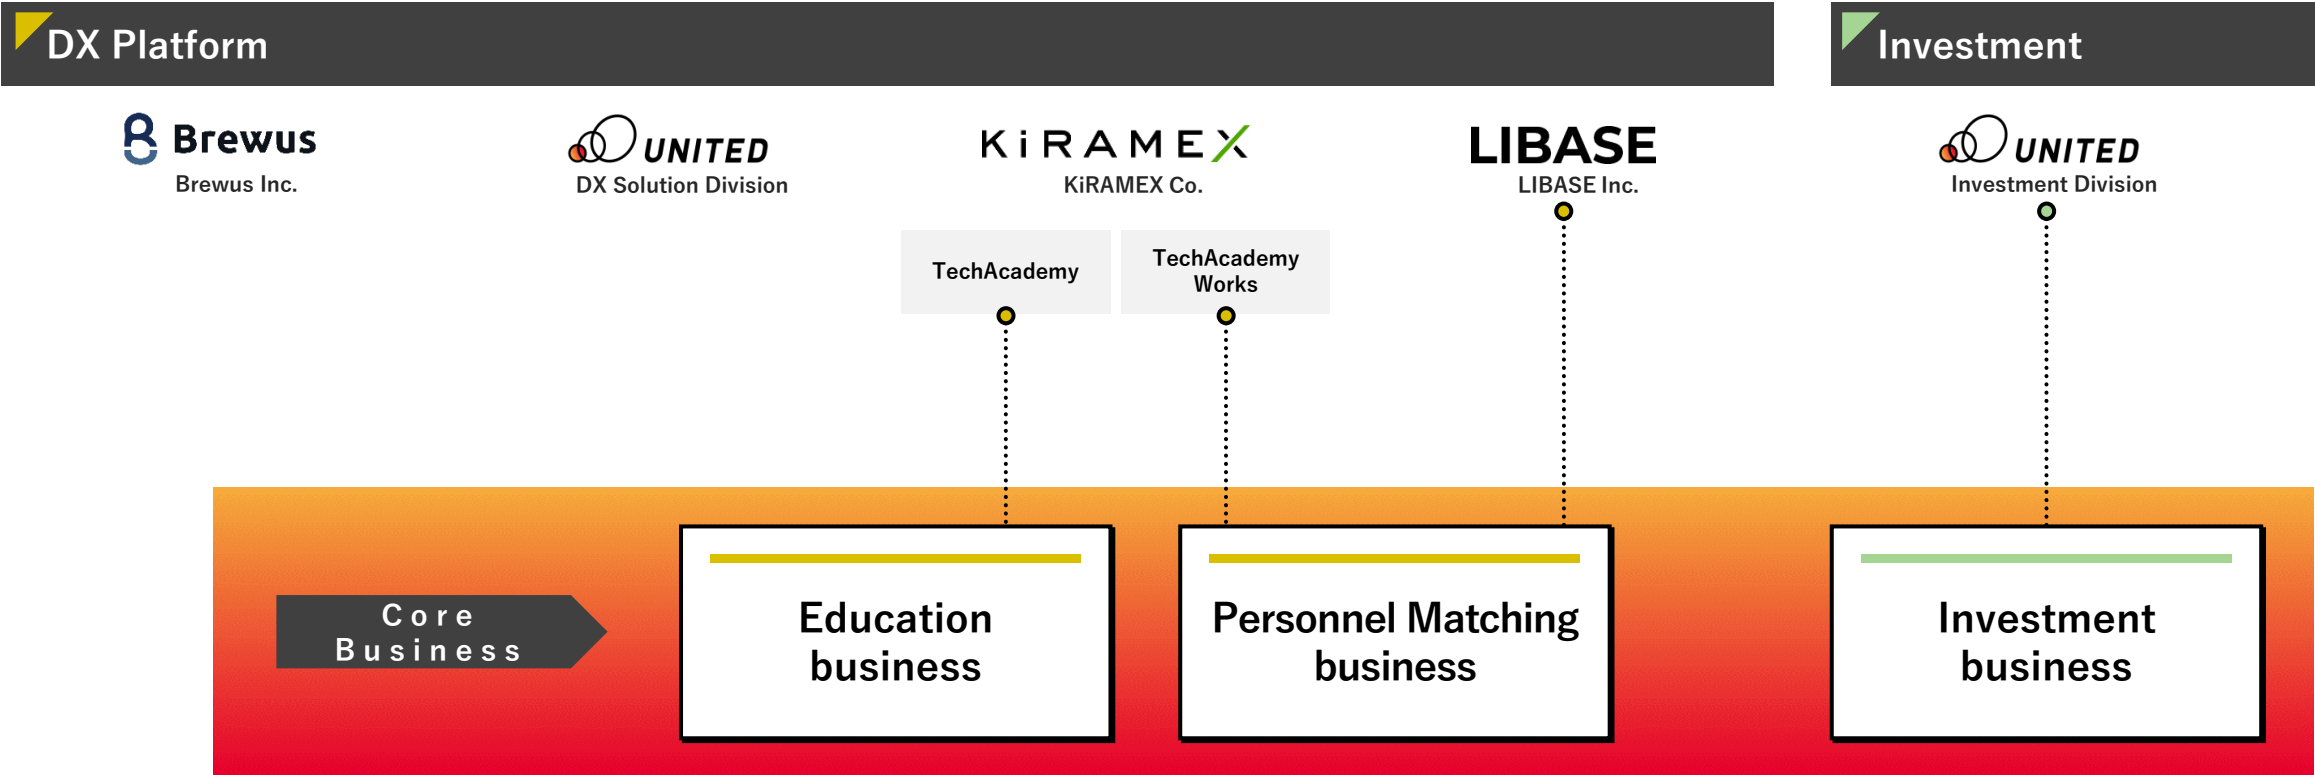 DX Platform
Investment
Brewus
Brewus Inc.
UNITED
DX Solution Division
KiRAMEX
KiRAMEX Co.
LIBASE
LIBASE Inc.
UNITED
Investment Division
TechAcademy
TechAcademy
Works
Core
Business
Education
business
Personnel Matching
business
Investment
business